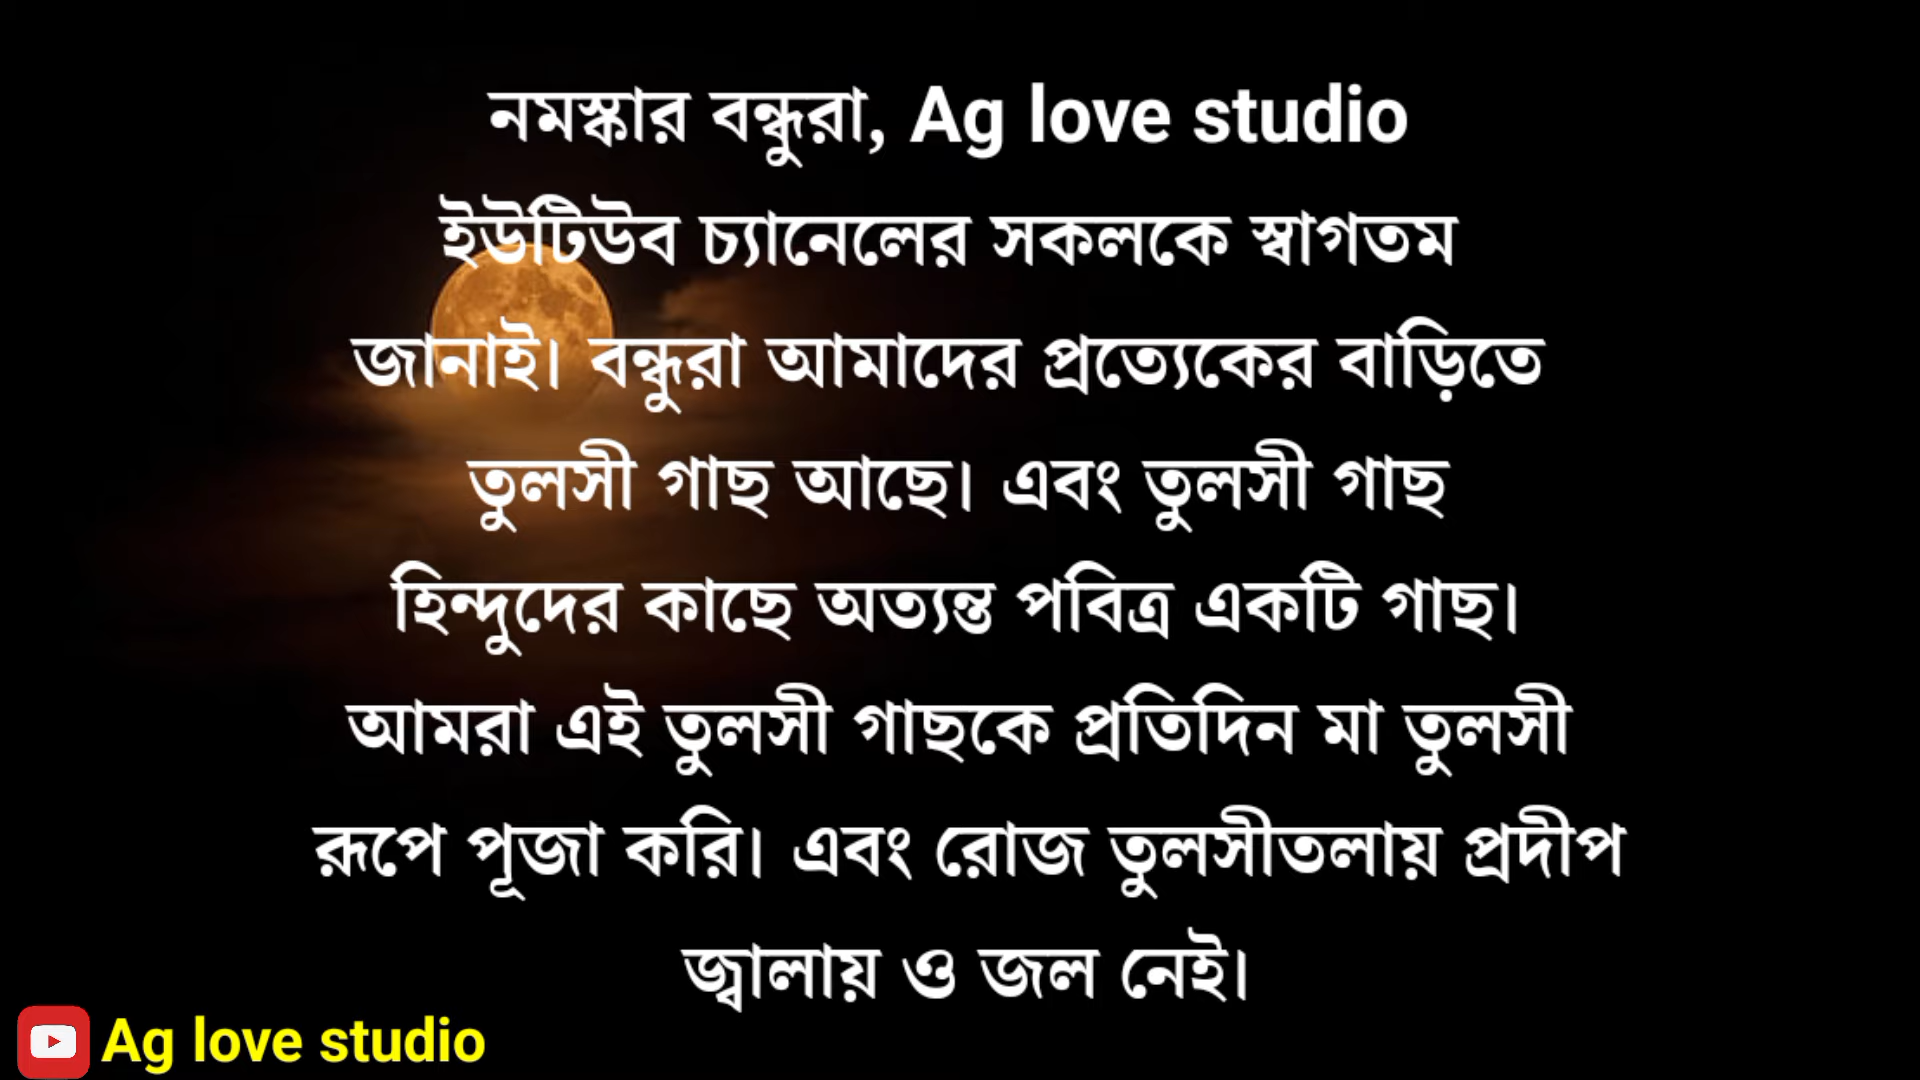 নমস্কার বন্ধুরা, Ag love studio
ইউটিউব চ্যানেলের সকলকে স্বাগতম
জানাই। বন্ধুরা আমাদের প্রত্যেকের বাড়িতে
তুলসী গাছ আছে। এবং তুলসী গাছ
হিন্দুদের কাছে অত্যন্ত পবিত্র একটি গাছ।
আমরা এই তুলসী গাছকে প্রতিদিন মা তুলসী
রূপে পূজা করি। এবং রোজ তুলসীতলায় প্রদীপ
জ্বালায় ও জল নেই।
Ag love studio